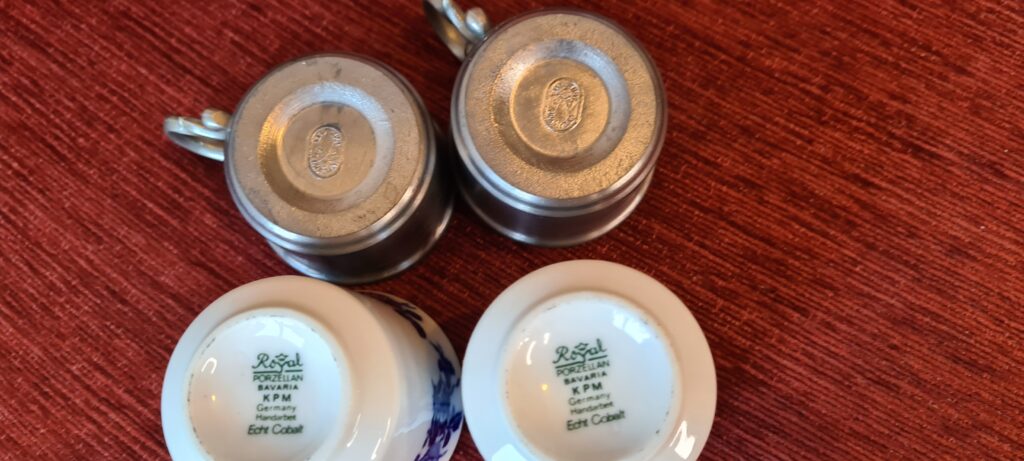 Royal
PORZELLAN
BAVARIA
KPM
Germany
Handarbeit
Echt Cobalt
Royal
PORZELLAN
BAVARIA
KPM
Germany
Handarbeit
Echt Cobalt